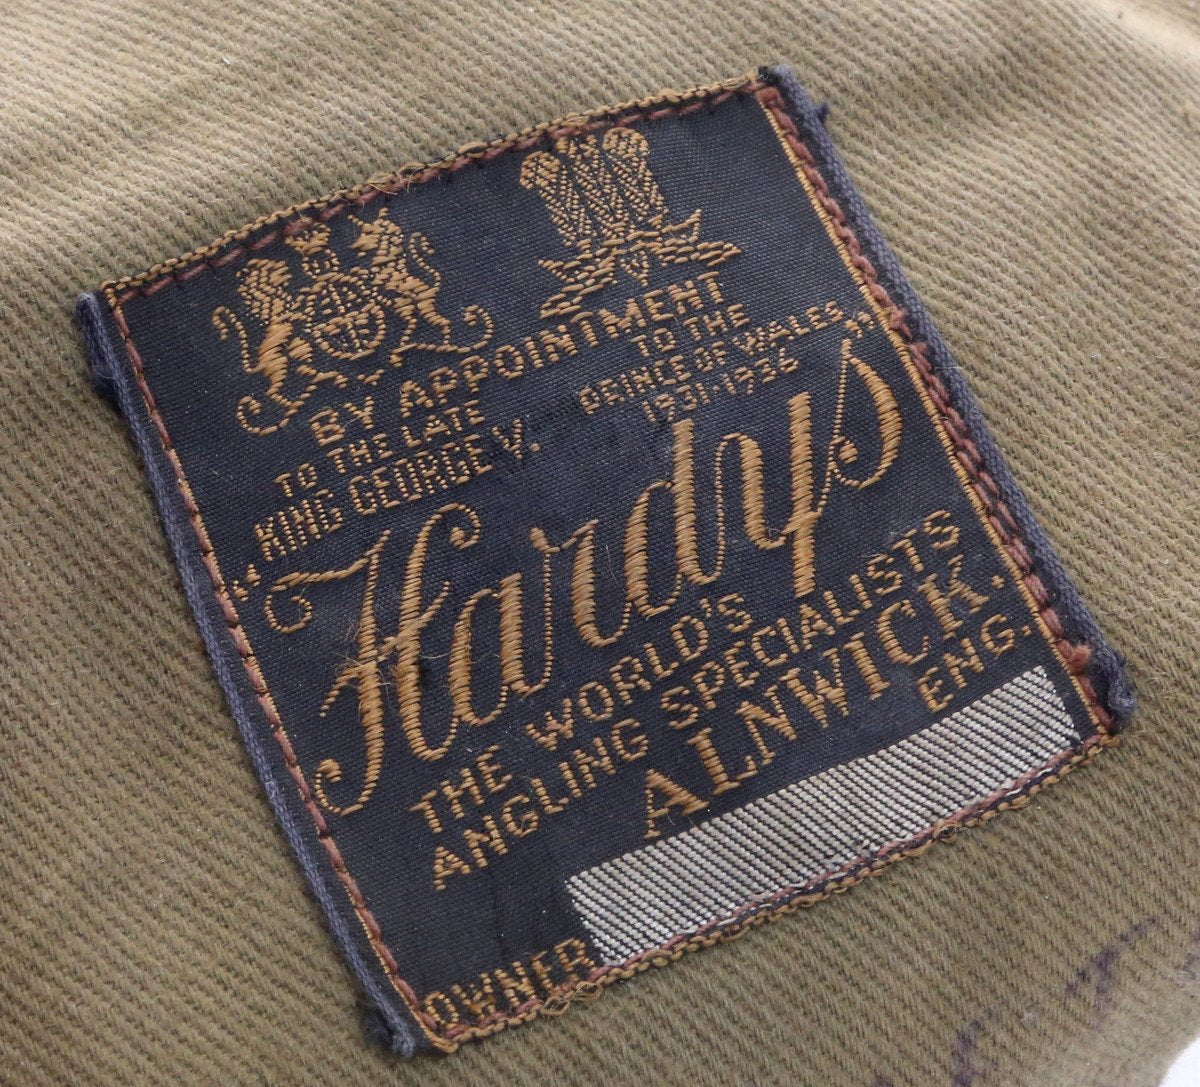 BY APPOINTMENT
TO THE LATE
KING GEORGE V.
TO THE
PRINCE OF WALES
1931-1936
"Hardy's"
THE WORLD'S
ANGLING SPECIALISTS
ALNWICK.
ENG.
OWNER